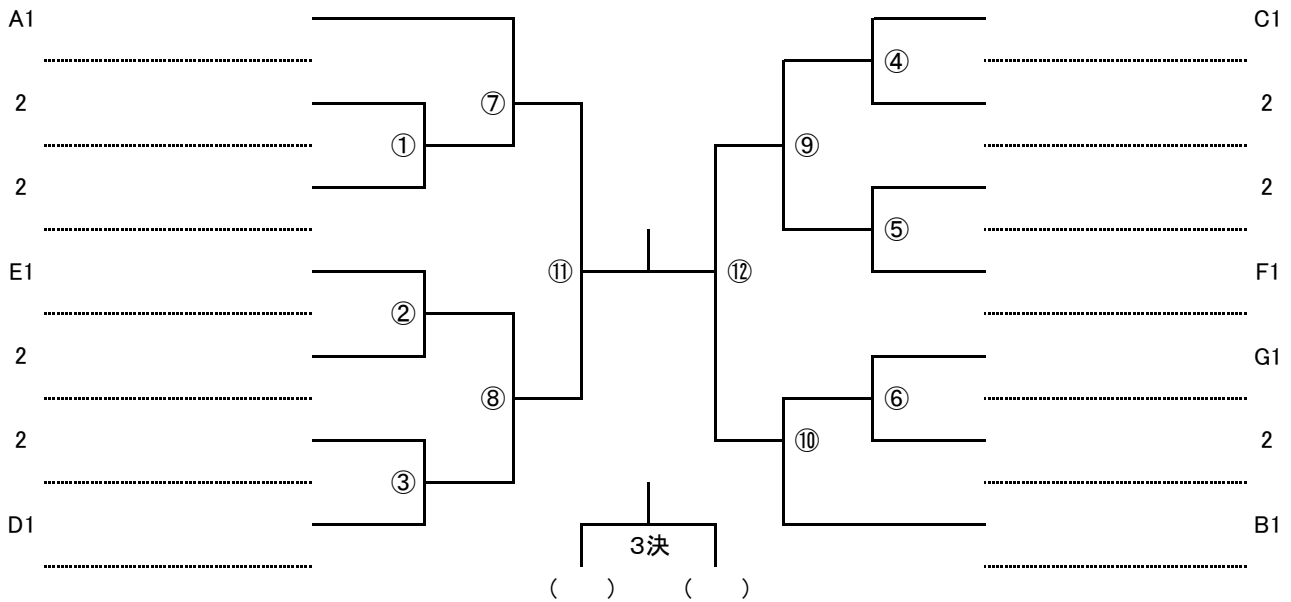 A1 C1
④
2 ⑦ 2
① ⑨
2 2
⑤
E1 ⑪ ⑫ F1
②
2 G1
⑧ ⑥
2 ⑩ 2
③
D1 B1
3決
( ) ( )